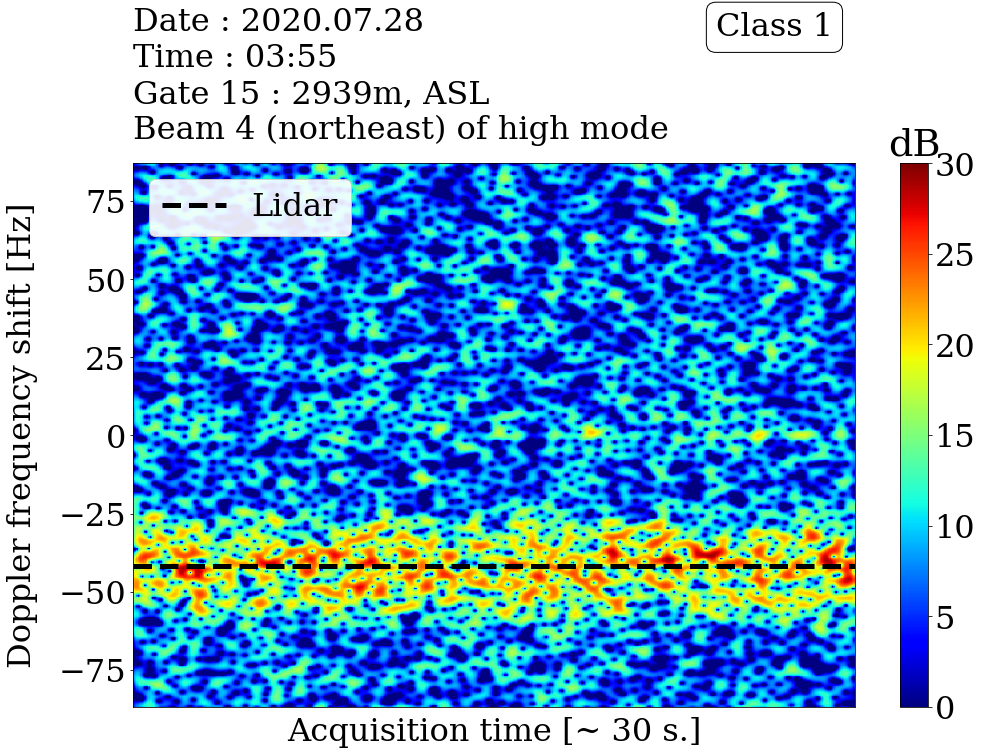 Date : 2020.07.28
Time : 03:55
Gate 15 : 2939m, ASL
Beam 4 (northeast) of high mode
Class 1
dB
Lidar
Doppler frequency shift [Hz]
75
50
25
0
−25
−50
−75
Acquisition time [~ 30 s.]
30
25
20
15
10
5
0